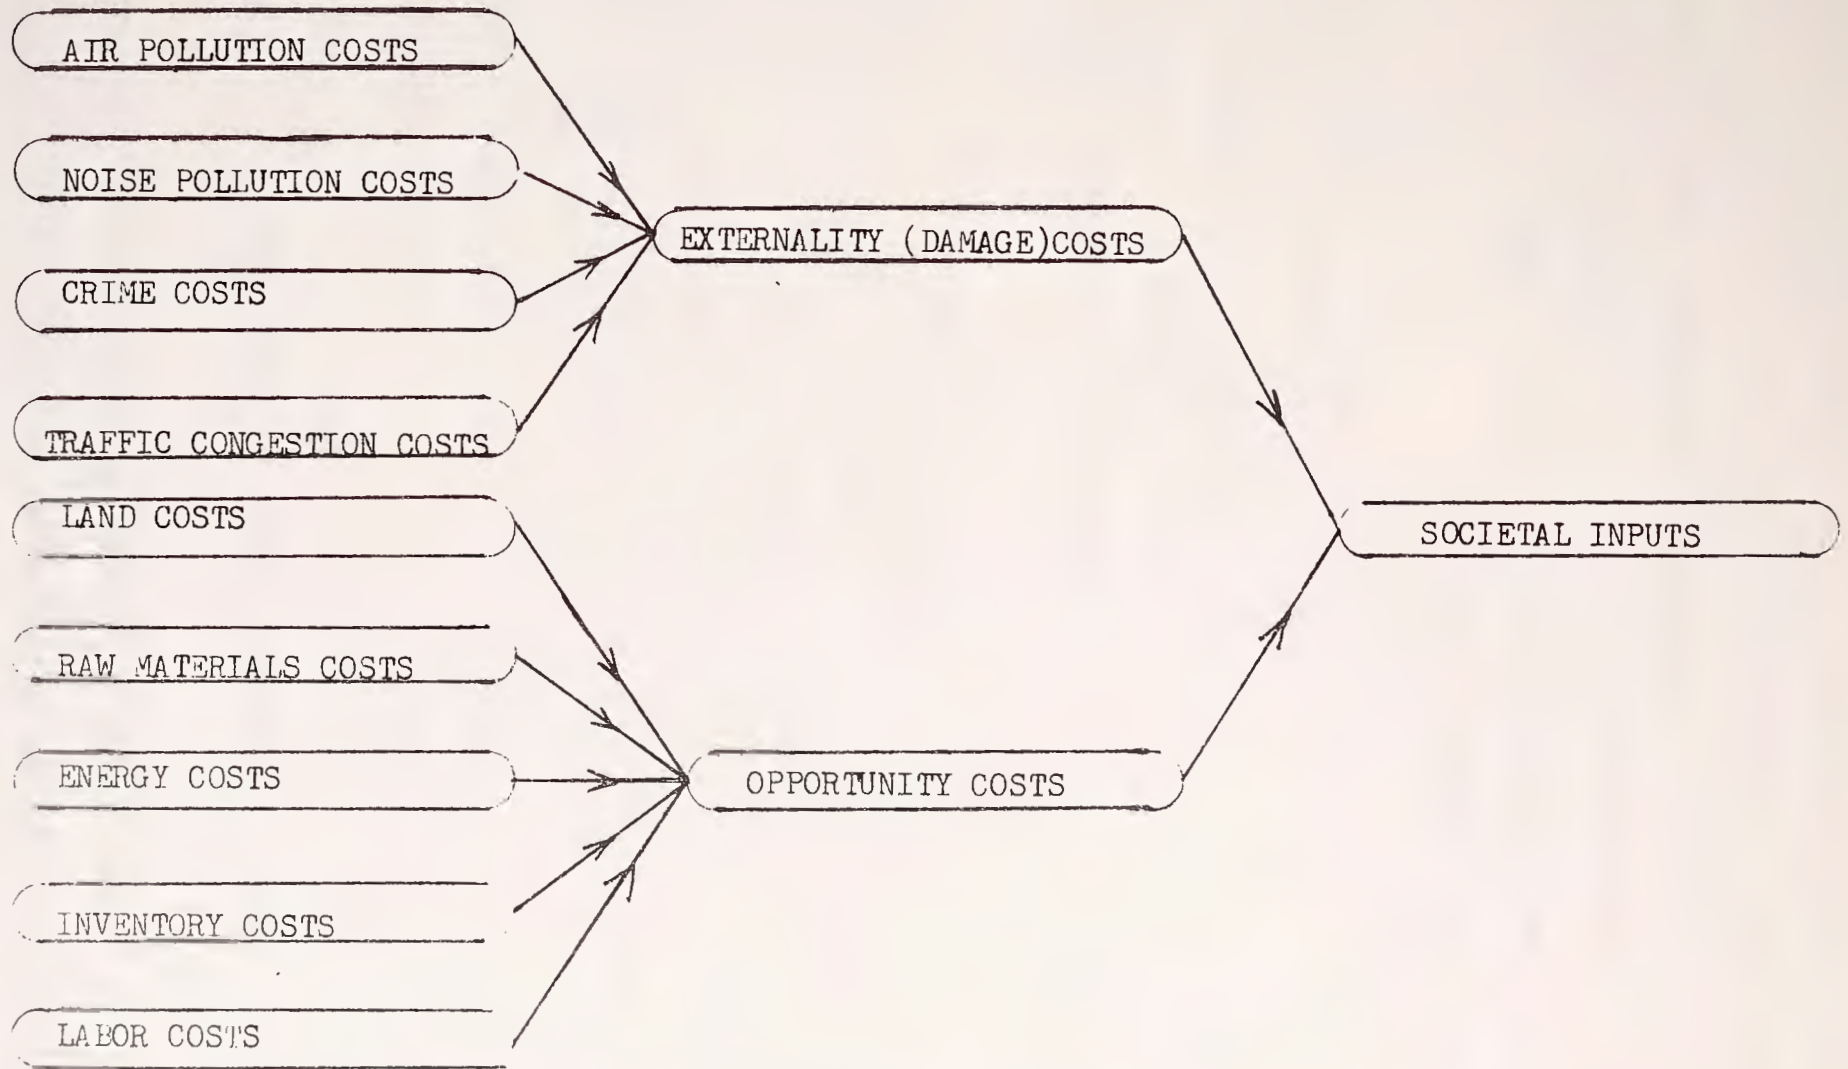 AIR POLLUTION COSTS
NOISE POLLUTION COSTS
CRIME COSTS
TRAFFIC CONGESTION COSTS
EXTERNALITY (DAMAGE)COSTS
LAND COSTS
RAW MATERIALS COSTS
ENERGY COSTS
INVENTORY COSTS
LABOR COSTS
OPPORTUNITY COSTS
SOCIETAL INPUTS